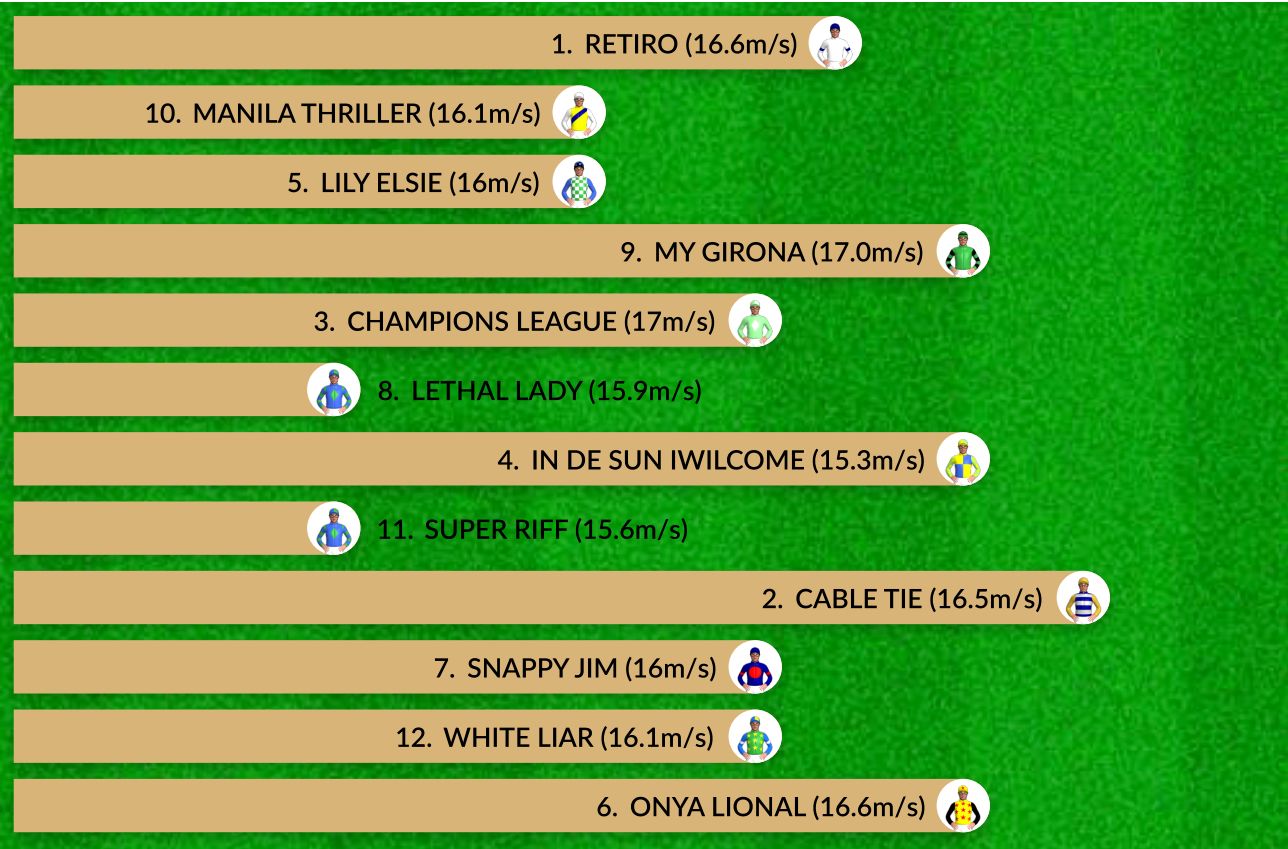 1. RETIRO (16.6m/s)
10. MANILA THRILLER (16.1m/s)
5. LILY ELSIE (16m/s)
9. MY GIRONA (17.0m/s)
3. CHAMPIONS LEAGUE (17m/s)
8. LETHAL LADY (15.9m/s)
4. IN DE SUN IWILCOME (15.3m/s)
11. SUPER RIFF (15.6m/s)
2. CABLE TIE (16.5m/s)
7. SNAPPY JIM (16m/s)
12. WHITE LIAR (16.1m/s)
6. ONYA LIONAL (16.6m/s)